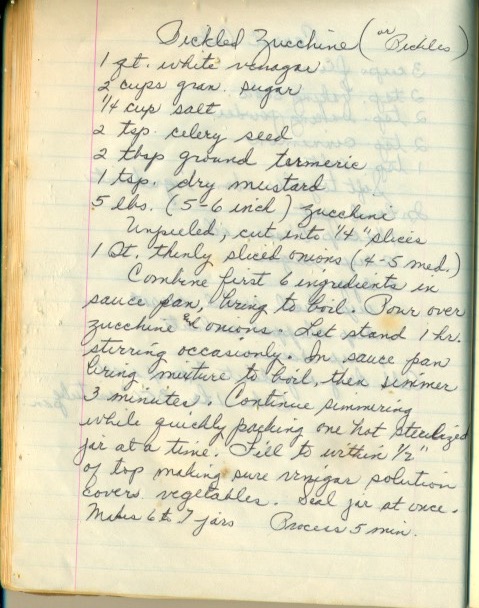 Pickled Zucchine (or Pickles)
1 qt. white venagar
2 cups gran. sugar
1/4 cup salt
2 tsp. celery seed
2 tbsp ground termeric
1 tsp. dry mustard
5 lbs. (5-6 inch) zucchini
Unpeeled, cut into 1/4" slices
1 Qt. thinly sliced onions (4-5 med.)
Combine first 6 ingredients in
sauce pan, bring to boil. Pour over
zucchine & onions. Let stand 1 hr.
stirring occasionly. In sauce pan
bring mixture to boil, then simmer
3 minutes Continue simmering
while quickly packing one hot sterilized
jar at a time. Fill to within 1/2"
of top making sure vinigar solution
covers vegetables. Seal jar at once.
Makes 6 to 7 jars Process 5 min.